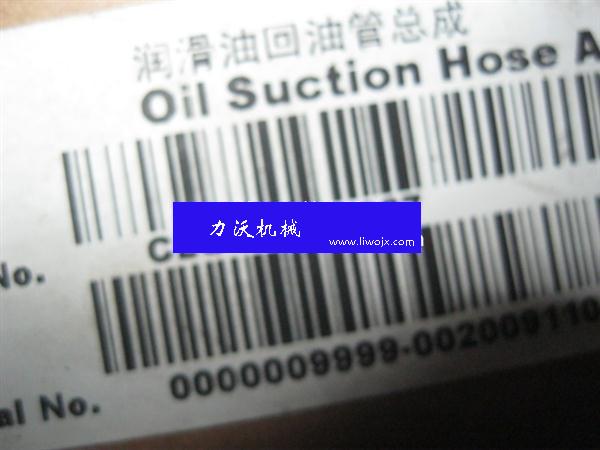 润滑油回油管总成
Oil Suction Hose A
力沃机械
www.liwojx.com
No.
al No.
0000009999-002009110